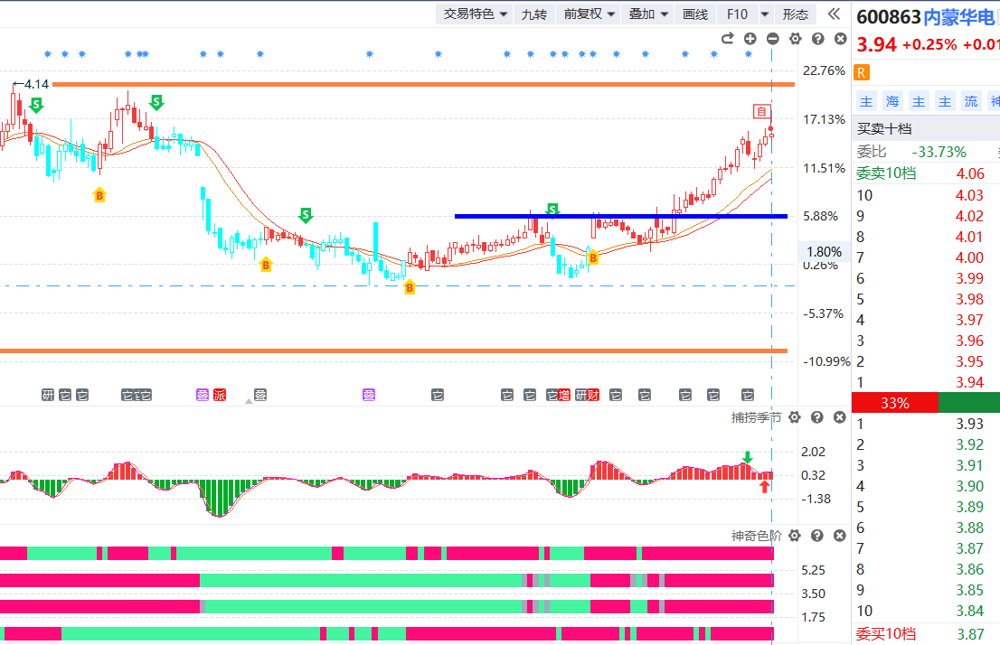 交易特色 九转 前复权 叠加 画线 F10 形态
600863内蒙华电
3.94 +0.25% +0.01
R
主 海 主 主 流 神
买卖十档
委比 -33.73%
委卖10档 4.06
10 4.03
9 4.02
8 4.01
7 4.00
6 3.99
5 3.98
4 3.97
3 3.96
2 3.95
1 3.94
33%
1 3.93
2 3.92
3 3.91
4 3.90
5 3.89
6 3.88
7 3.87
8 3.86
9 3.85
10 3.84
委买10档 3.87
22.76%
←4.14
S S
自
17.13%
11.51%
B
S S
5.88%
1.80%
0.26%
B B B
-5.37%
-10.99%
研 它 它 它 它 叠 派 叠 叠 它 它 它 它 增 研 财 它 它 它 它 它
捕捞季节
2.02
0.32
-1.38
神奇色阶
5.25
3.50
1.75